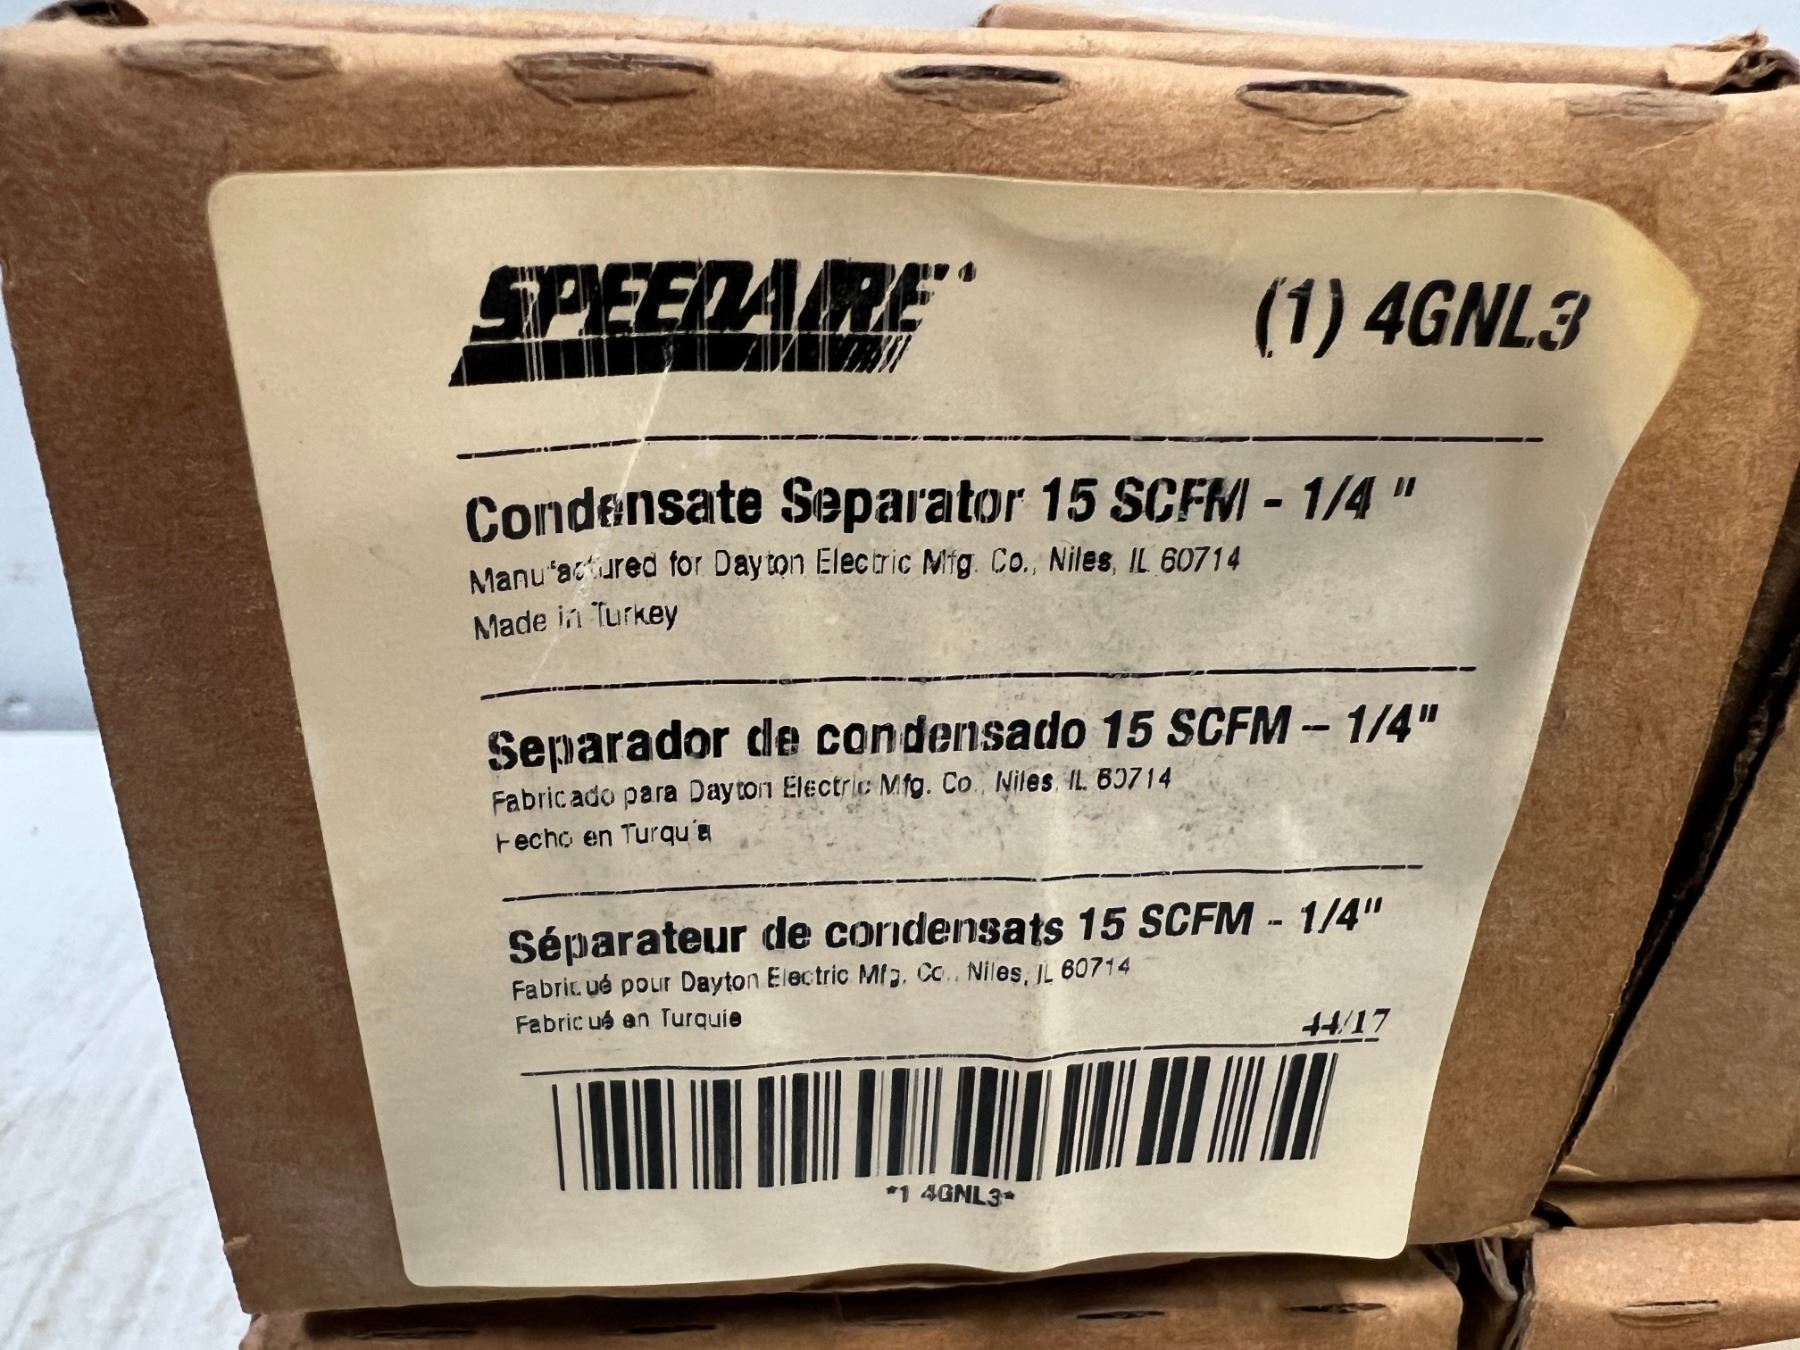 SPEEDAIRE
(1) 4GNL3
Condensate Separator 15 SCFM - 1/4 "
Manufactured for Dayton Electric Mfg. Co., Niles, IL 60714
Made in Turkey
Separador de condensado 15 SCFM – 1/4"
Fabricado para Dayton Electric Mfg. Co., Niles, IL 60714
Hecho en Turquía
Séparateur de condensats 15 SCFM - 1/4"
Fabriqué pour Dayton Electric Mfg. Co., Niles, IL 60714
Fabriqué en Turquie
44/17
*1 4GNL3*